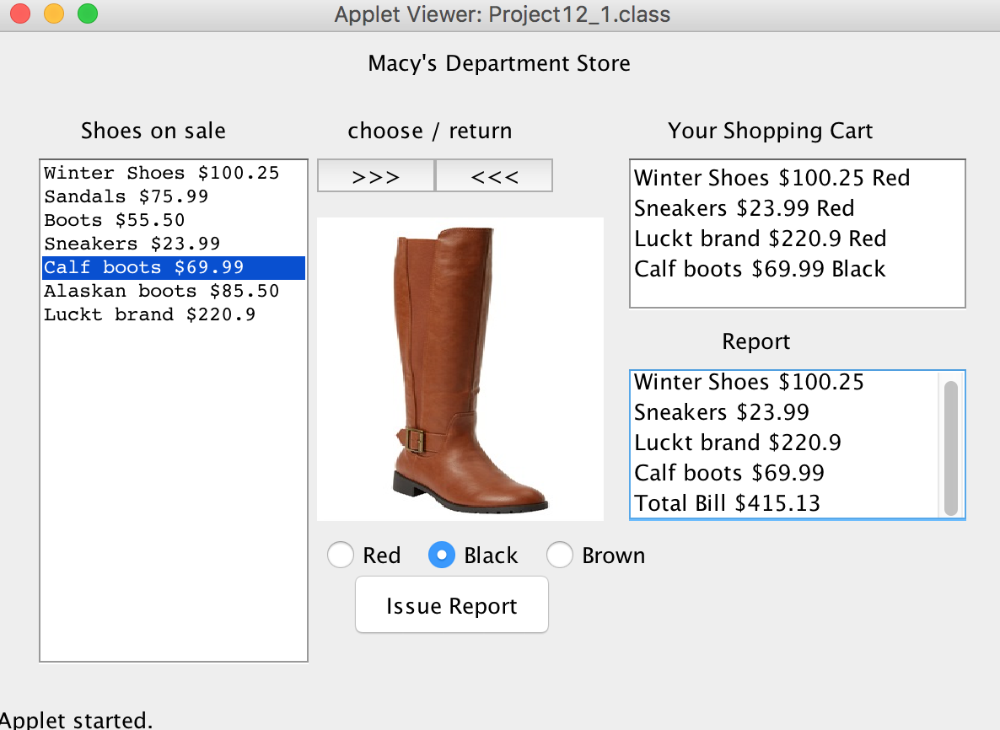 Applet Viewer: Project12_1.class
Macy's Department Store
Shoes on sale
choose / return
Your Shopping Cart
Winter Shoes $100.25
Sandals $75.99
Boots $55.50
Sneakers $23.99
Calf boots $69.99
Alaskan boots $85.50
Luckt brand $220.9
>>> <<<
Winter Shoes $100.25 Red
Sneakers $23.99 Red
Luckt brand $220.9 Red
Calf boots $69.99 Black
Report
Winter Shoes $100.25
Sneakers $23.99
Luckt brand $220.9
Calf boots $69.99
Total Bill $415.13
Red Black Brown
Issue Report
Applet started.